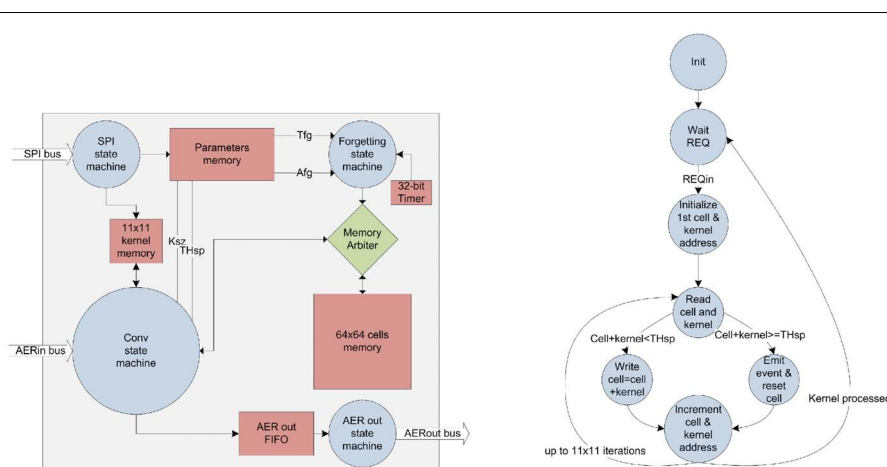 SPI bus
SPI
state
machine
Parameters
memory
Tfg
Afg
Forgetting
state
machine
32-bit
Timer
11x11
kernel
memory
Ksz
THsp
Memory
Arbiter
AERin bus
Conv
state
machine
64x64 cells
memory
AER out
FIFO
AER out
state
machine
AERout bus
Init
Wait
REQ
REQin
Initialize
1st cell &
kernel
address
Read
cell and
kernel
Cell+kernel<THsp
Cell+kernel>=THsp
Write
cell=cell
+kernel
Emit
event &
reset
cell
Kernel processed
Increment
cell &
kernel
address
up to 11x11 iterations